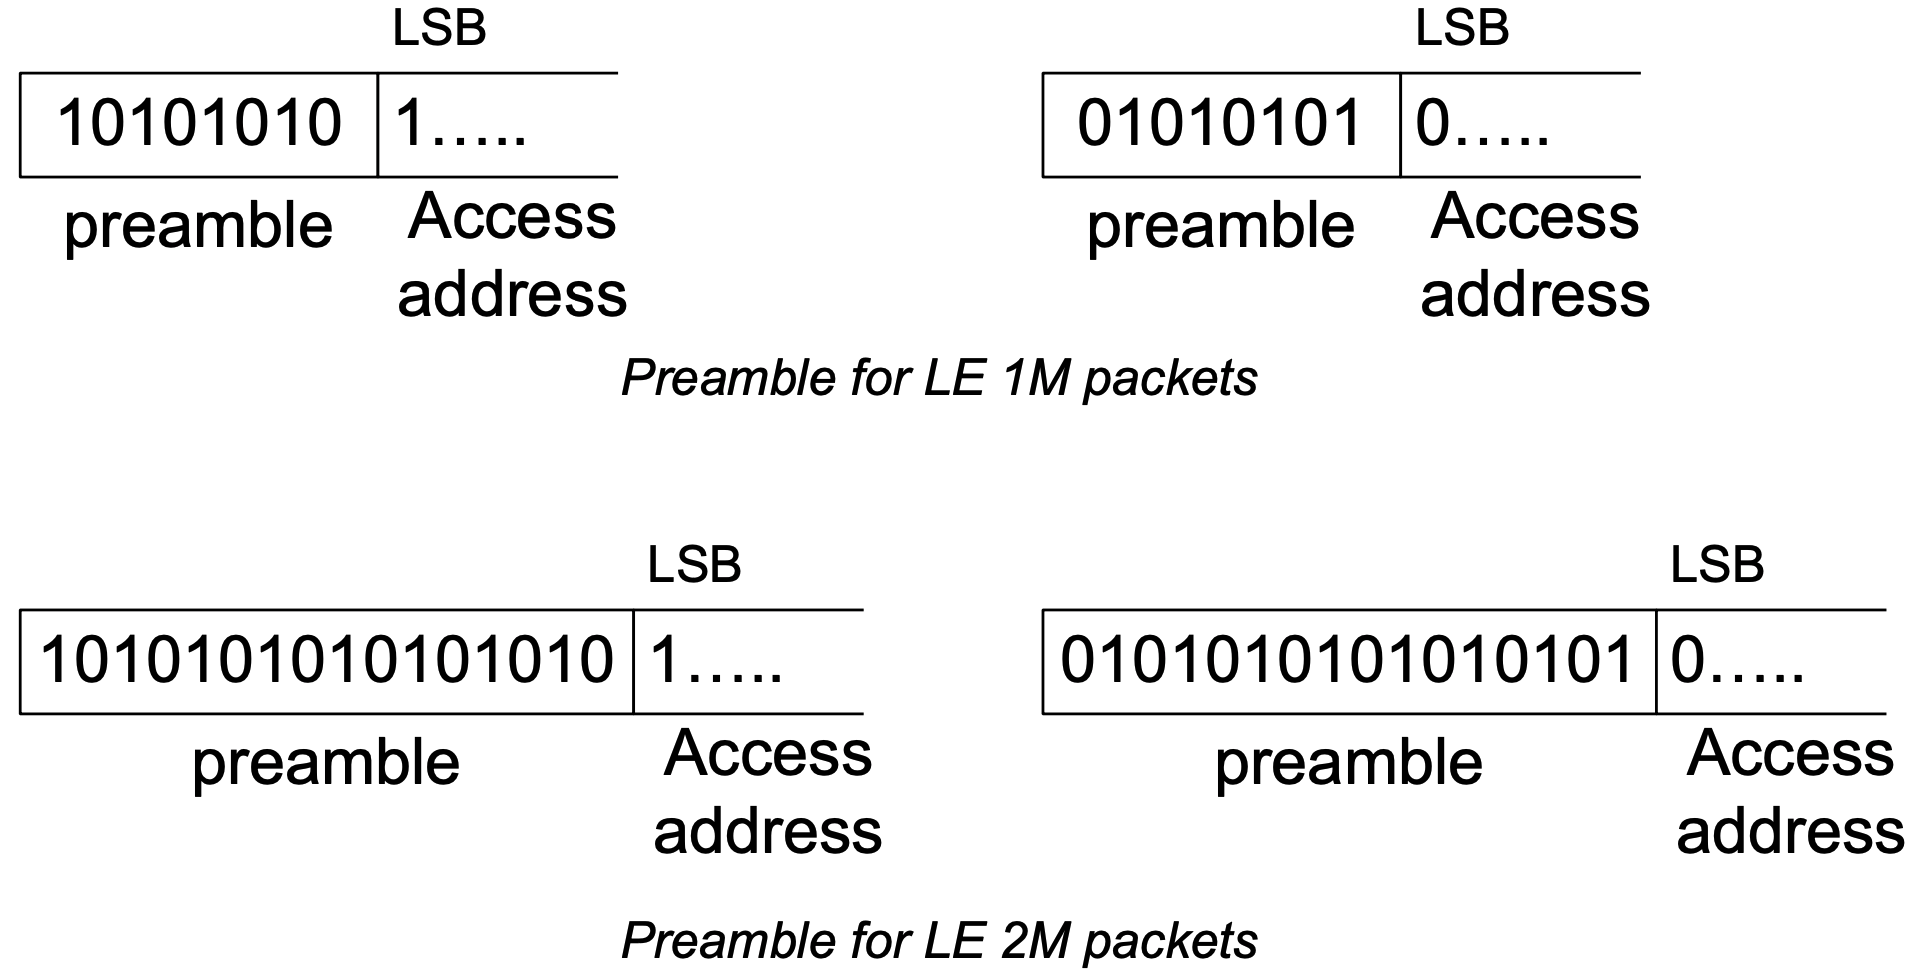 LSB
10101010 1.....
preamble Access
address
LSB
01010101 0.....
preamble Access
address
Preamble for LE 1M packets
LSB
1010101010101010 1.....
preamble Access
address
LSB
0101010101010101 0.....
preamble Access
address
Preamble for LE 2M packets